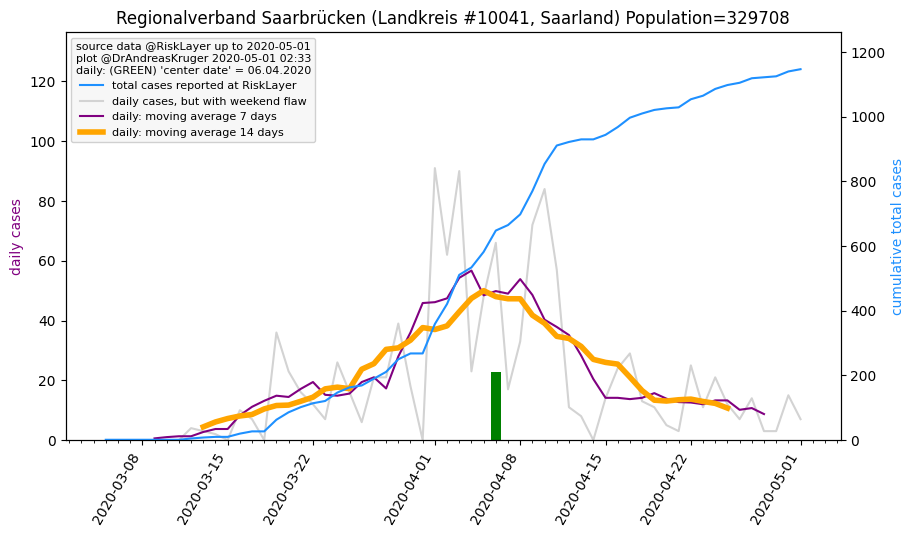 Regionalverband Saarbrücken (Landkreis #10041, Saarland) Population=329708
source data @RiskLayer up to 2020-05-01
plot @DrAndreasKruger 2020-05-01 02:33
daily: (GREEN) 'center date' = 06.04.2020
total cases reported at RiskLayer
daily cases, but with weekend flaw
daily: moving average 7 days
daily: moving average 14 days
daily cases
120
100
80
60
40
20
0
1200
1000
800
600
400
200
0
cumulative total cases
2020-03-08
2020-03-15
2020-03-22
2020-04-01
2020-04-08
2020-04-15
2020-04-22
2020-05-01